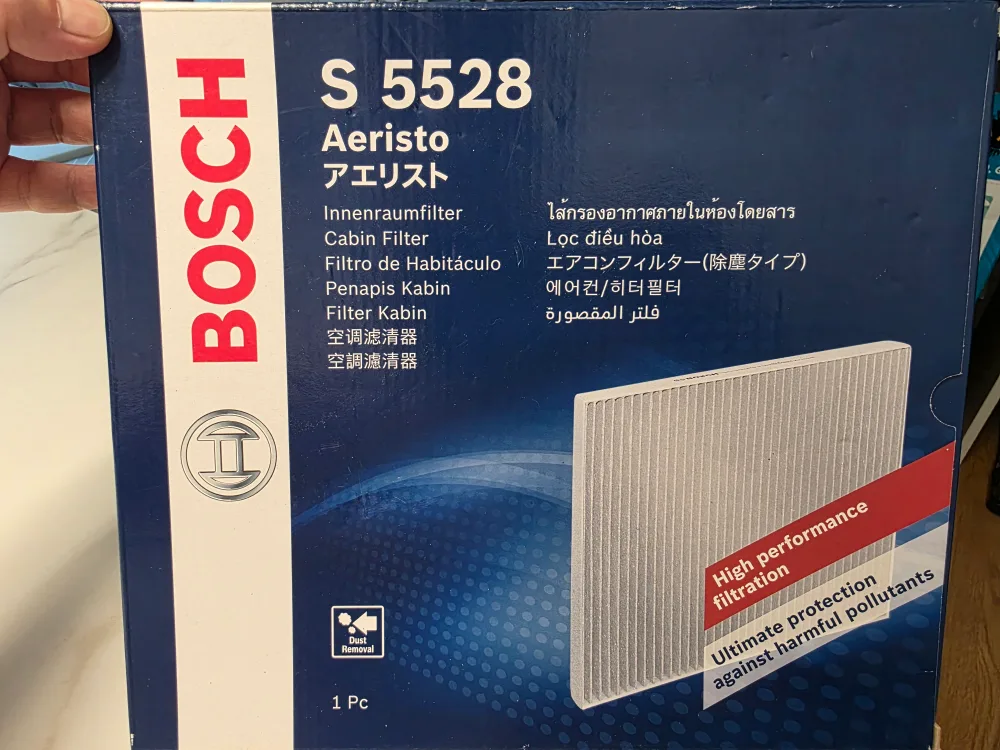 BOSCH
S 5528
Aeristo
アエリスト
Innenraumfilter
Cabin Filter
Filtro de Habitáculo
Penapis Kabin
Filter Kabin
空调滤清器
空調濾清器
ไส้กรองอากาศภายในห้องโดยสาร
Lọc điều hòa
エアコンフィルター(除塵タイプ)
에어컨/히터필터
فلتر المقصورة
High performance
filtration
Ultimate protection
against harmful pollutants
Dust
Removal
1 Pc